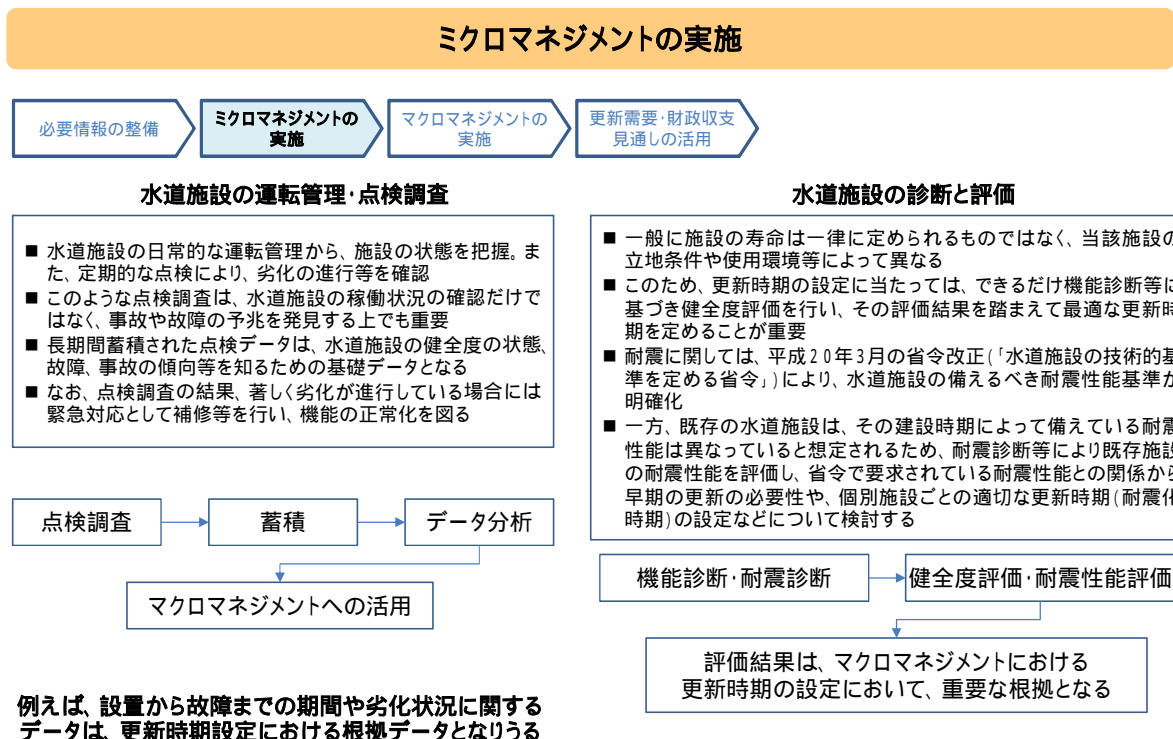 ミクロマネジメントの実施
必要情報の整備
ミクロマネジメントの
実施
マクロマネジメントの
実施
更新需要･財政収支
見通しの活用
水道施設の運転管理･点検調査
■ 水道施設の日常的な運転管理から、施設の状態を把握。ま
た、定期的な点検により、劣化の進行等を確認
■ このような点検調査は、水道施設の稼働状況の確認だけで
はなく、事故や故障の予兆を発見する上でも重要
■ 長期間蓄積された点検データは、水道施設の健全度の状態、
故障、事故の傾向等を知るための基礎データとなる
■ なお、点検調査の結果、著しく劣化が進行している場合には
緊急対応として補修等を行い、機能の正常化を図る
点検調査
蓄積
データ分析
マクロマネジメントへの活用
例えば、設置から故障までの期間や劣化状況に関する
データは、更新時期設定における根拠データとなりうる
水道施設の診断と評価
■ 一般に施設の寿命は一律に定められるものではなく、当該施設の
立地条件や使用環境等によって異なる
■ このため、更新時期の設定に当たっては、できるだけ機能診断等に
基づき健全度評価を行い、その評価結果を踏まえて最適な更新時
期を定めることが重要
■ 耐震に関しては、平成20年3月の省令改正(「水道施設の技術的基
準を定める省令」)により、水道施設の備えるべき耐震性能基準が
明確化
■ 一方、既存の水道施設は、その建設時期によって備えている耐震
性能は異なっていると想定されるため、耐震診断等により既存施設
の耐震性能を評価し、省令で要求されている耐震性能との関係から
早期の更新の必要性や、個別施設ごとの適切な更新時期(耐震化
時期)の設定などについて検討する
機能診断･耐震診断
健全度評価･耐震性能評価
評価結果は、マクロマネジメントにおける
更新時期の設定において、重要な根拠となる